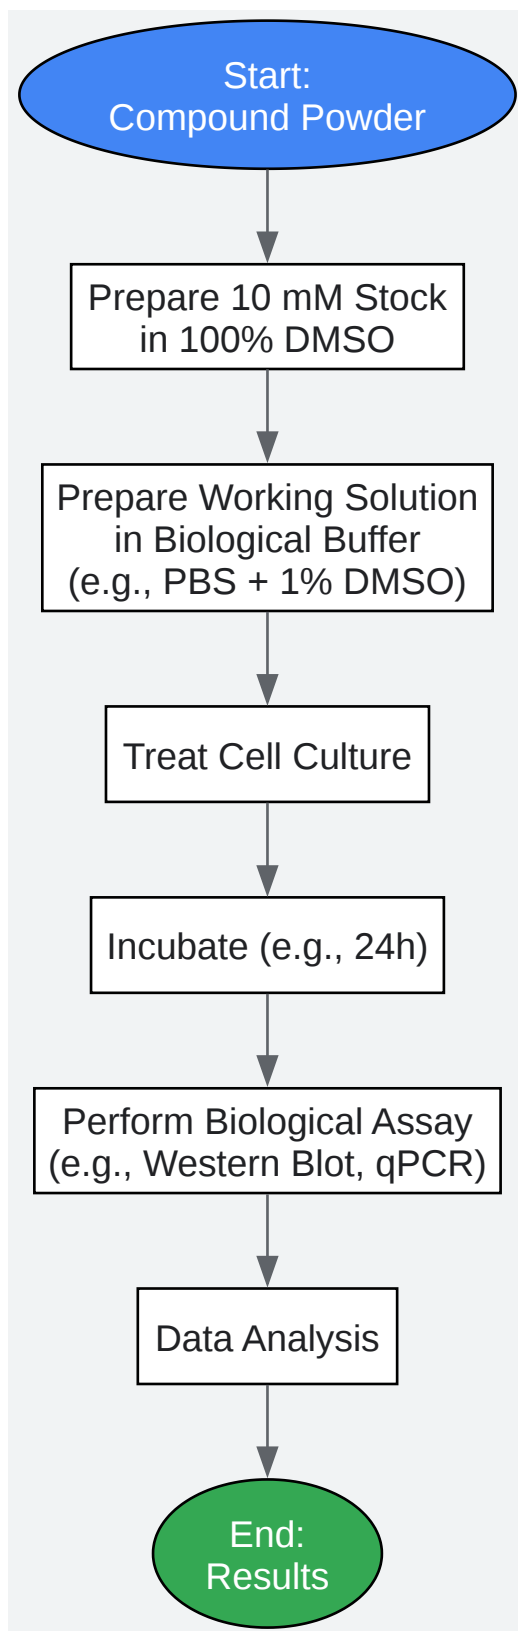 Start:
Compound Powder
Prepare 10 mM Stock
in 100% DMSO
Prepare Working Solution
in Biological Buffer
(e.g., PBS + 1% DMSO)
Treat Cell Culture
Incubate (e.g., 24h)
Perform Biological Assay
(e.g., Western Blot, qPCR)
Data Analysis
End:
Results